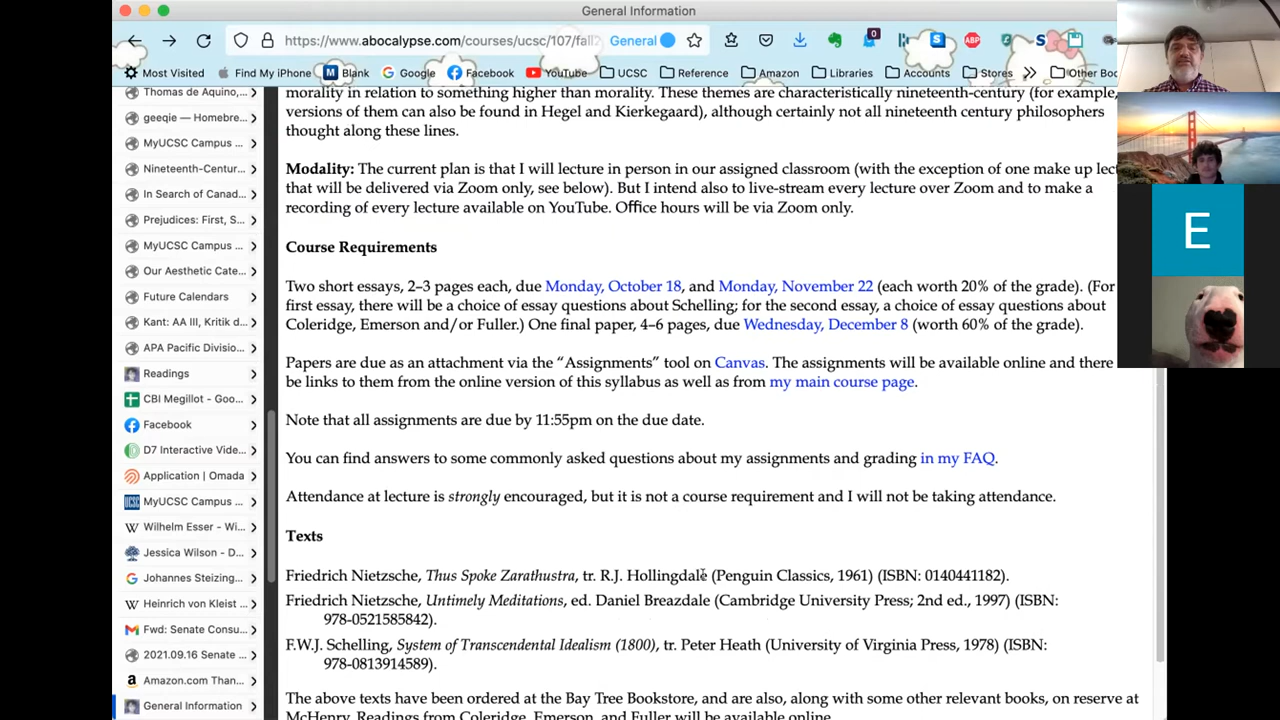 General Information
https://www.abocalypse.com/courses/ucsc/107/fall2 General
0 ABP S
Most Visited Find My iPhone Blank Google Facebook YouTube UCSC Reference Amazon Libraries Accounts Stores Other Boo
Thomas de Aquino,...
geeqie — Homebre...
MyUCSC Campus ...
Nineteenth-Centur...
In Search of Canad...
Prejudices: First, S...
MyUCSC Campus ...
Our Aesthetic Cate...
Future Calendars
Kant: AA III, Kritik d...
APA Pacific Divisio...
Readings
CBI Megillot - Goo...
Facebook
D7 Interactive Vide...
Application | Omada
MyUCSC Campus ...
Wilhelm Esser - Wi...
Jessica Wilson - D...
Johannes Steizing...
Heinrich von Kleist ...
Fwd: Senate Consu...
2021.09.16 Senate ...
Amazon.com Than...
General Information
morality in relation to something higher than morality. These themes are characteristically nineteenth-century (for example,
versions of them can also be found in Hegel and Kierkegaard), although certainly not all nineteenth century philosophers
thought along these lines.
Modality: The current plan is that I will lecture in person in our assigned classroom (with the exception of one make up lect
that will be delivered via Zoom only, see below). But I intend also to live-stream every lecture over Zoom and to make a
recording of every lecture available on YouTube. Office hours will be via Zoom only.
Course Requirements
Two short essays, 2–3 pages each, due Monday, October 18, and Monday, November 22 (each worth 20% of the grade). (For
first essay, there will be a choice of essay questions about Schelling; for the second essay, a choice of essay questions about
Coleridge, Emerson and/or Fuller.) One final paper, 4–6 pages, due Wednesday, December 8 (worth 60% of the grade).
Papers are due as an attachment via the “Assignments” tool on Canvas. The assignments will be available online and there
be links to them from the online version of this syllabus as well as from my main course page.
Note that all assignments are due by 11:55pm on the due date.
You can find answers to some commonly asked questions about my assignments and grading in my FAQ.
Attendance at lecture is strongly encouraged, but it is not a course requirement and I will not be taking attendance.
Texts
Friedrich Nietzsche, Thus Spoke Zarathustra, tr. R.J. Hollingdale (Penguin Classics, 1961) (ISBN: 0140441182).
Friedrich Nietzsche, Untimely Meditations, ed. Daniel Breazdale (Cambridge University Press; 2nd ed., 1997) (ISBN:
978-0521585842).
F.W.J. Schelling, System of Transcendental Idealism (1800), tr. Peter Heath (University of Virginia Press, 1978) (ISBN:
978-0813914589).
The above texts have been ordered at the Bay Tree Bookstore, and are also, along with some other relevant books, on reserve at
McHenry. Readings from Coleridge, Emerson, and Fuller will be available online.
E